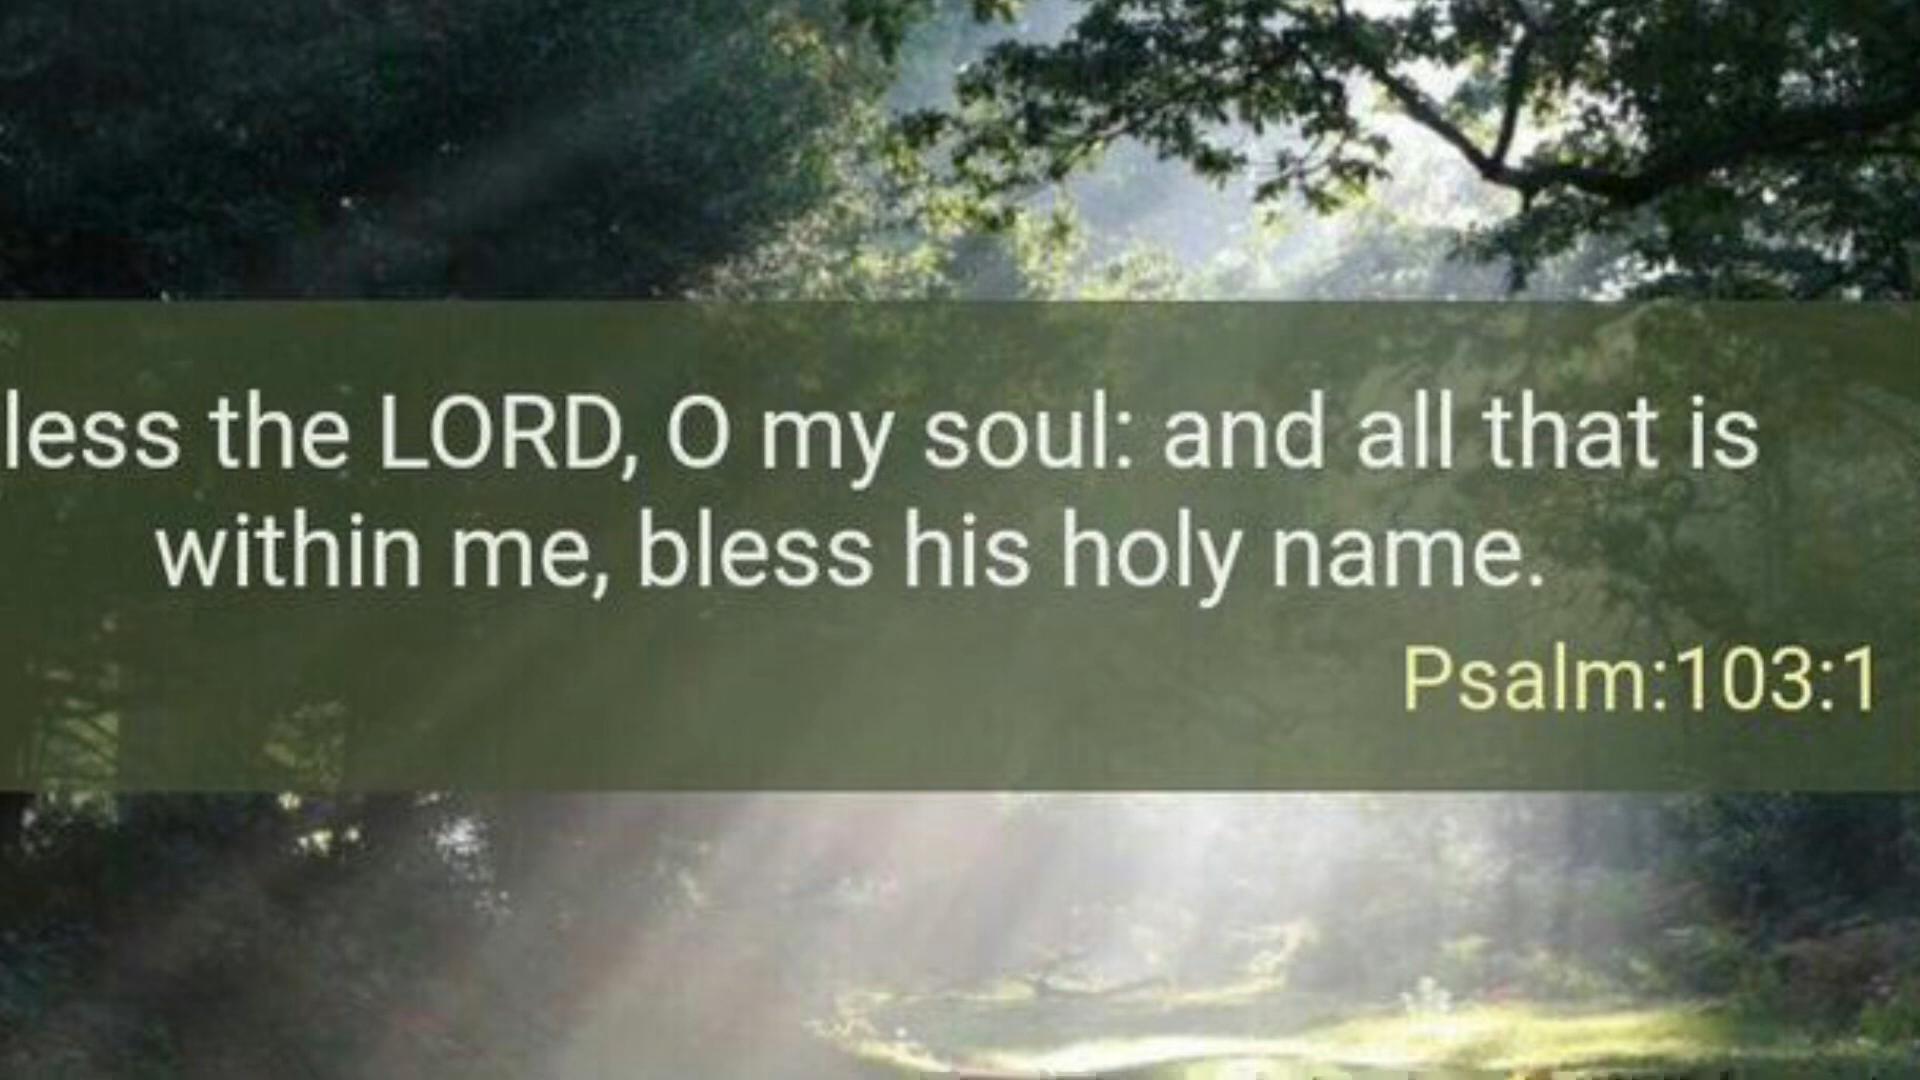 less the LORD, O my soul: and all that is
within me, bless his holy name.
Psalm:103:1